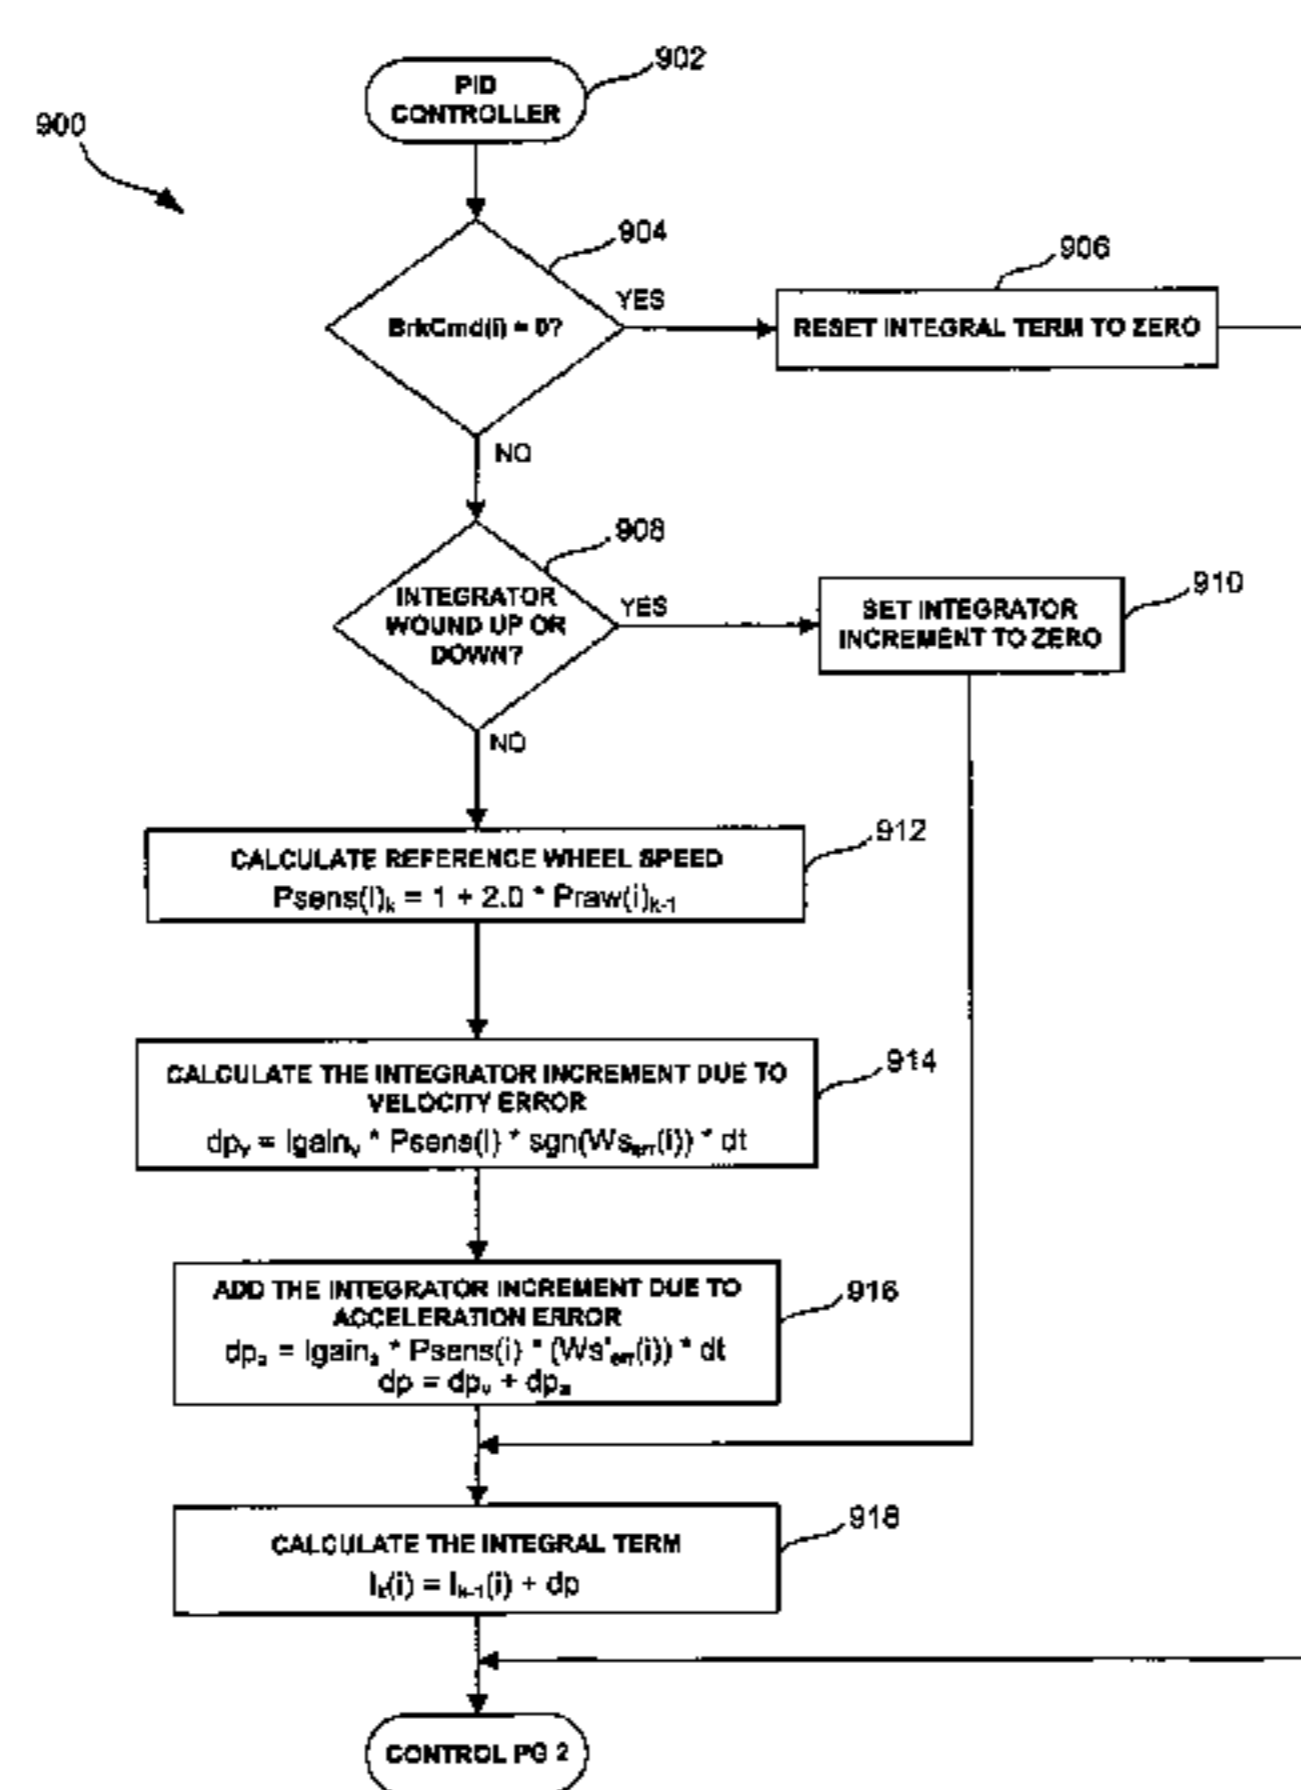 902
PID
CONTROLLER
900
904
BrkCmd(i) = 0?
YES
906
RESET INTEGRAL TERM TO ZERO
NO
908
INTEGRATOR
WOUND UP OR
DOWN?
YES
910
SET INTEGRATOR
INCREMENT TO ZERO
NO
912
CALCULATE REFERENCE WHEEL SPEED
Psens(i)ₖ = 1 + 2.0 * Praw(i)ₖ₋₁
914
CALCULATE THE INTEGRATOR INCREMENT DUE TO
VELOCITY ERROR
dpᵥ = Igainᵥ * Psens(i) * sgn(Wsₑᵣᵣ(i)) * dt
916
ADD THE INTEGRATOR INCREMENT DUE TO
ACCELERATION ERROR
dpₐ = Igainₐ * Psens(i) * (Ws'ₑᵣᵣ(i)) * dt
dp = dpᵥ + dpₐ
918
CALCULATE THE INTEGRAL TERM
Iₖ(i) = Iₖ₋₁(i) + dp
CONTROL PG 2